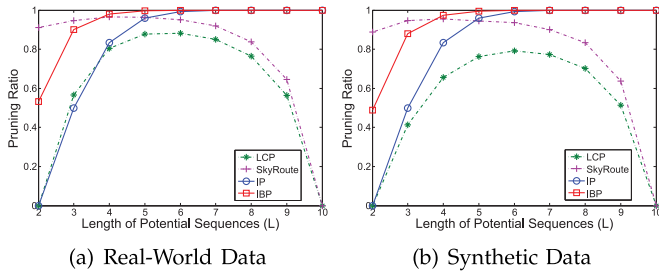 Pruning Ratio
1
0.8
0.6
0.4
0.2
0
2 3 4 5 6 7 8 9 10
Length of Potential Sequences (L)
LCP
SkyRoute
IP
IBP
(a) Real-World Data
Pruning Ratio
1
0.8
0.6
0.4
0.2
0
2 3 4 5 6 7 8 9 10
Length of Potential Sequences (L)
LCP
SkyRoute
IP
IBP
(b) Synthetic Data